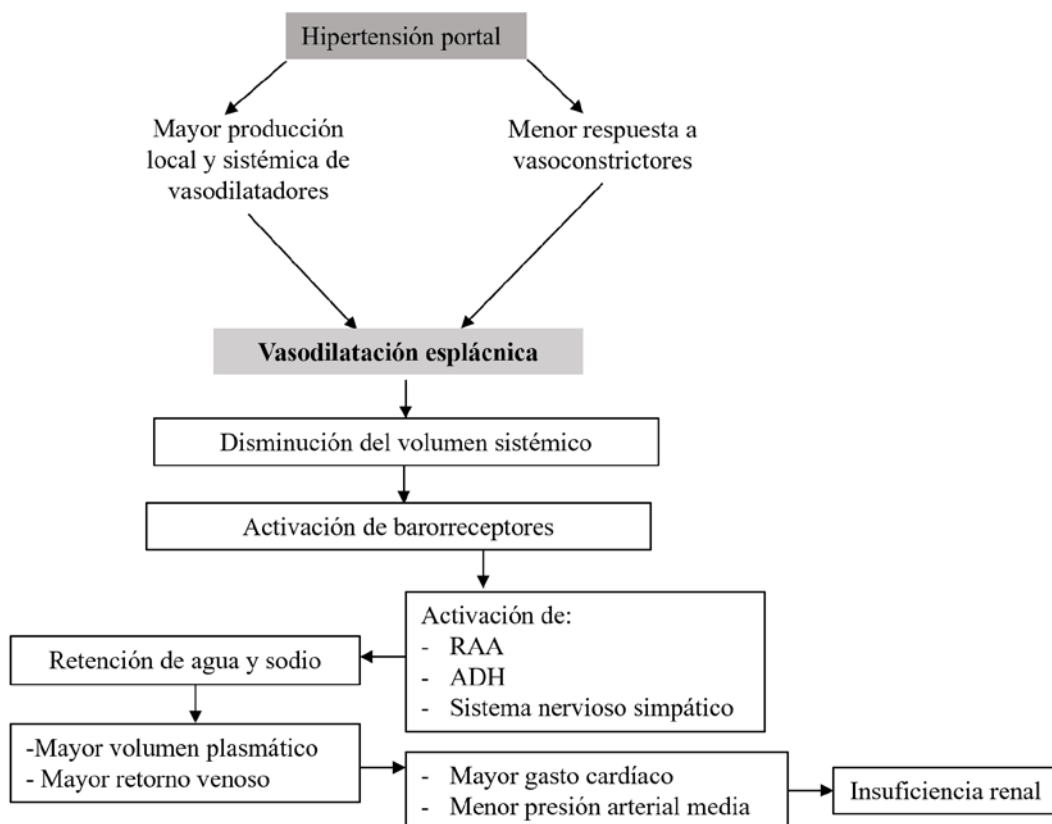 Hipertensión portal
Mayor producción
local y sistémica de
vasodilatadores
Menor respuesta a
vasoconstrictores
Vasodilatación esplácnica
Disminución del volumen sistémico
Activación de barorreceptores
Activación de:
- RAA
- ADH
- Sistema nervioso simpático
Retención de agua y sodio
-Mayor volumen plasmático
- Mayor retorno venoso
- Mayor gasto cardíaco
- Menor presión arterial media
Insuficiencia renal